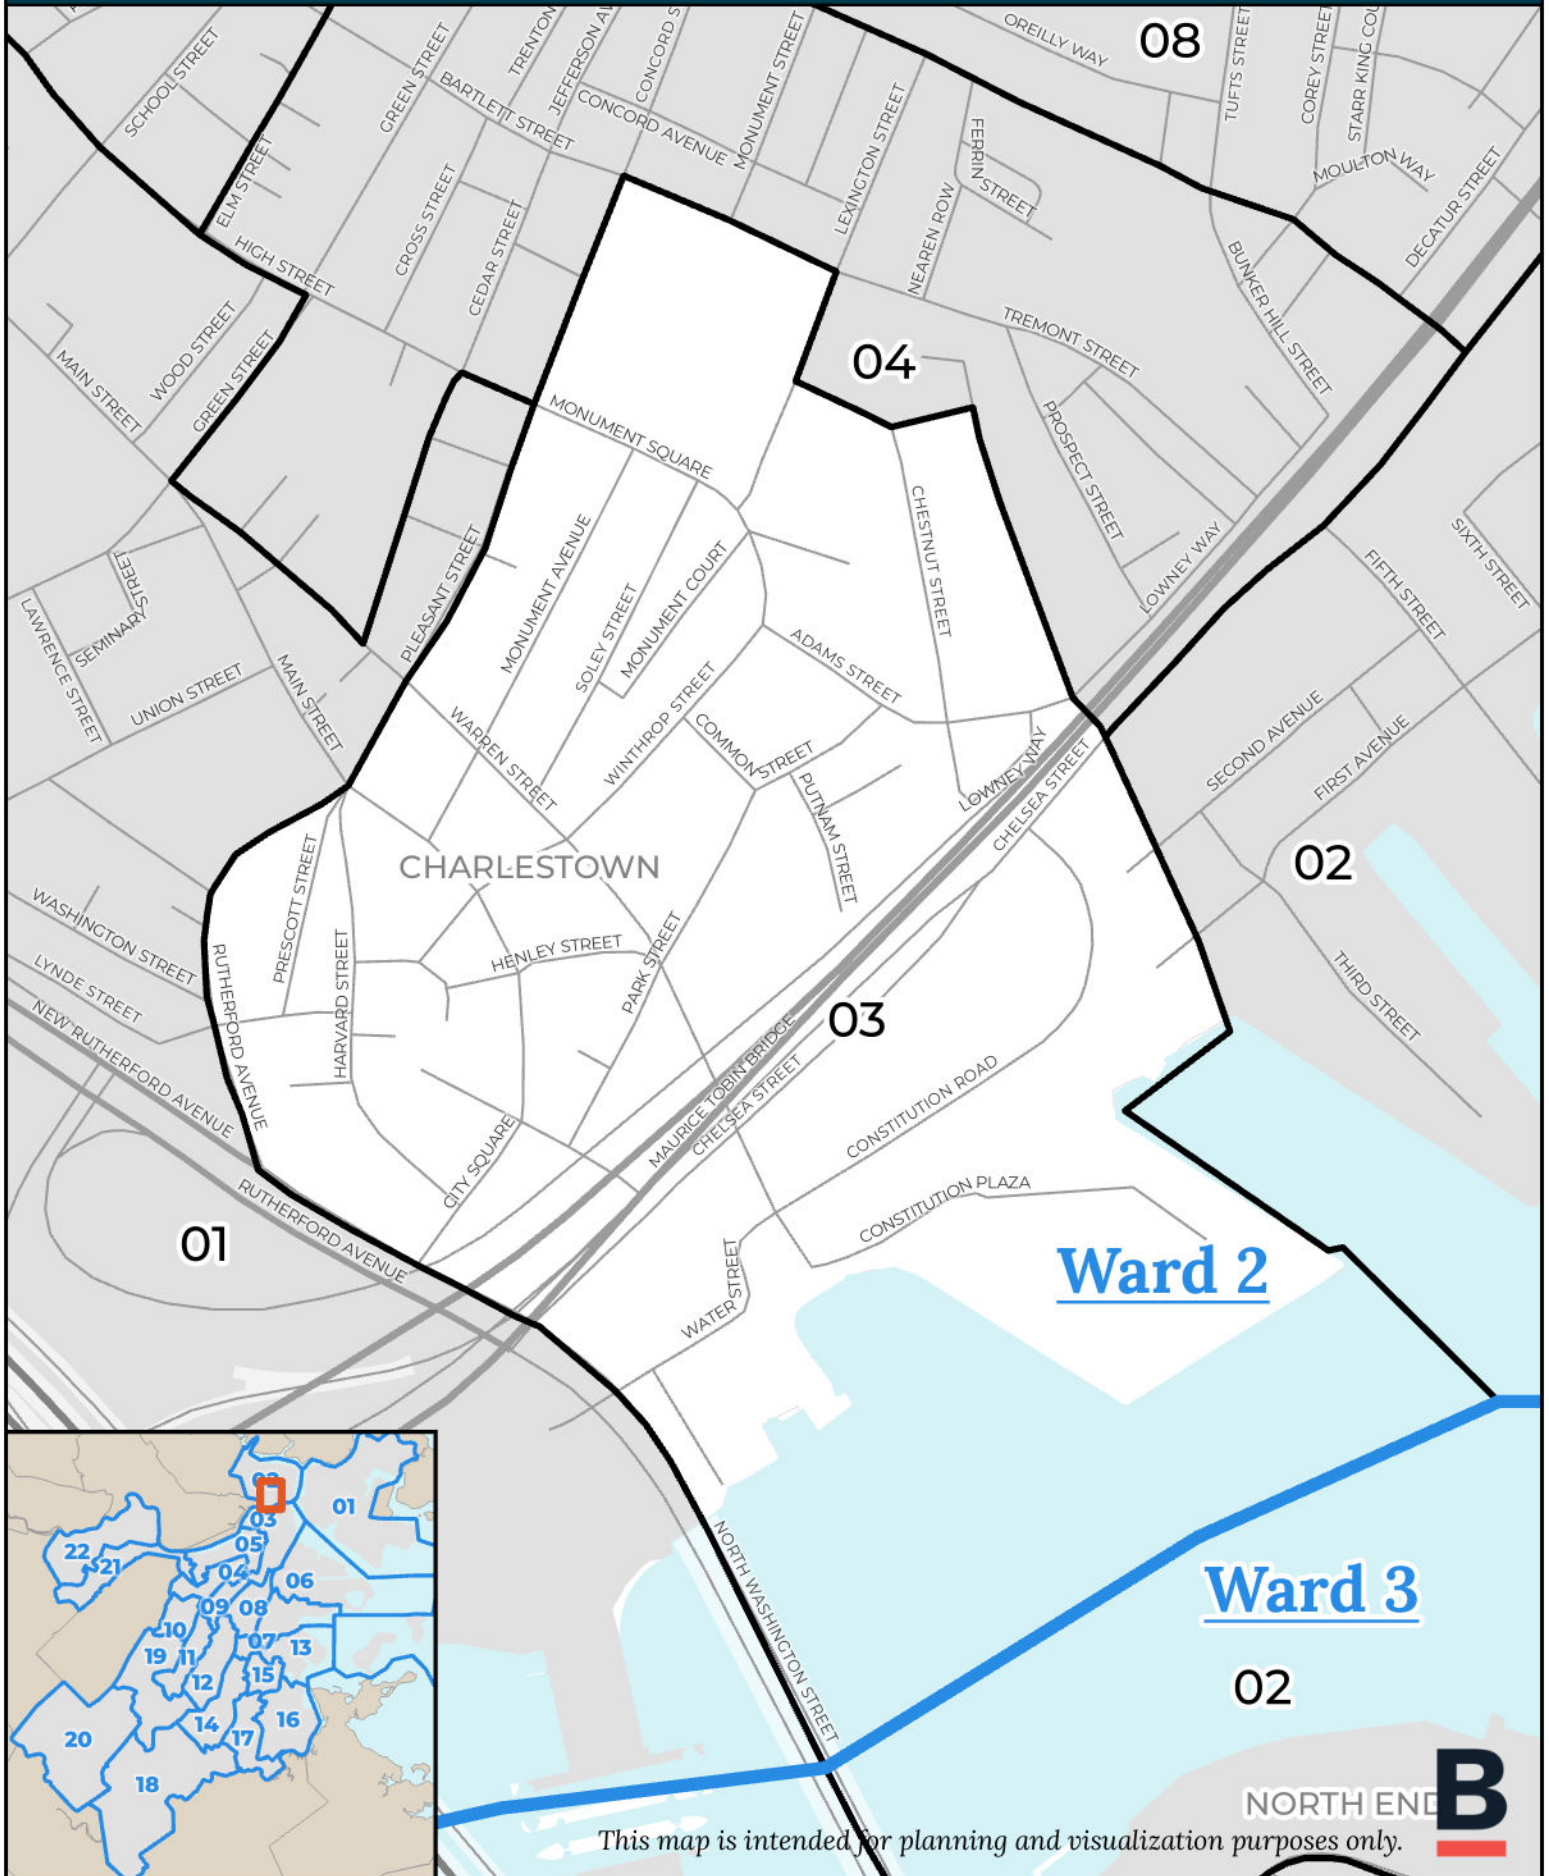 OREILLY WAY
08
TUFTS STREET
COREY STREET
STARR KING COU
SCHOOL STREET
GREEN STREET
TRENTON
JEFFERSON AV
CONCORD S
MONUMENT STREET
BARTLETT STREET
CONCORD AVENUE
LEXINGTON STREET
FERRIN STREET
MOULTON WAY
DECATUR STREET
ELM STREET
HIGH STREET
CROSS STREET
CEDAR STREET
NEAREN ROW
BUNKER HILL STREET
TREMONT STREET
04
MAIN STREET
WOOD STREET
GREEN STREET
MONUMENT SQUARE
PROSPECT STREET
CHESTNUT STREET
LOWNEY WAY
FIFTH STREET
SIXTH STREET
SEMINARY STREET
LAWRENCE STREET
UNION STREET
MAIN STREET
PLEASANT STREET
MONUMENT AVENUE
SOLEY STREET
MONUMENT COURT
ADAMS STREET
WARREN STREET
WINTHROP STREET
COMMON STREET
PUTNAM STREET
LOWNEY WAY
CHELSEA STREET
SECOND AVENUE
FIRST AVENUE
CHARLESTOWN
02
PRESCOTT STREET
HARVARD STREET
HENLEY STREET
PARK STREET
WASHINGTON STREET
LYNDE STREET
NEW RUTHERFORD AVENUE
RUTHERFORD AVENUE
THIRD STREET
03
MAURICE TOBIN BRIDGE
CHELSEA STREET
CONSTITUTION ROAD
CITY SQUARE
CONSTITUTION PLAZA
01
RUTHERFORD AVENUE
WATER STREET
Ward 2
NORTH WASHINGTON STREET
Ward 3
02
NORTH END
B
This map is intended for planning and visualization purposes only.
01
03
05
22
21
04
06
09
08
10
07
13
19
11
12
15
14
16
17
20
18